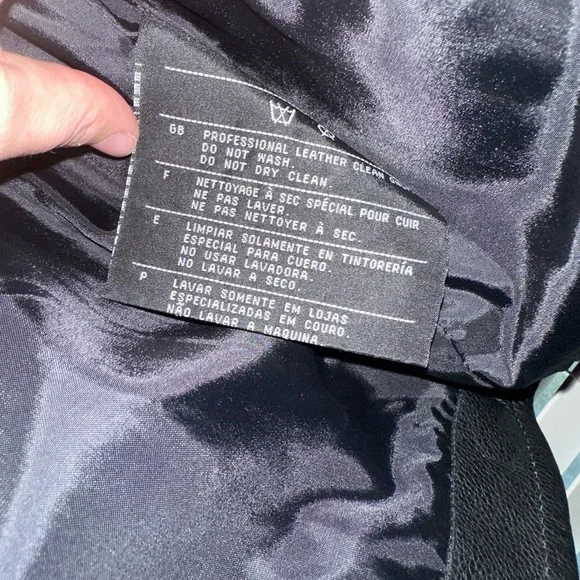 GB PROFESSIONAL LEATHER CLEAN
DO NOT WASH.
DO NOT DRY CLEAN.
F NETTOYAGE À SEC SPÉCIAL POUR CUIR
NE PAS LAVER.
NE PAS NETTOYER À SEC.
E LIMPIAR SOLAMENTE EN TINTORERÍA
ESPECIAL PARA CUERO.
NO USAR LAVADORA.
NO LAVAR A SECO.
P LAVAR SOMENTE EM LOJAS
ESPECIALIZADAS EM COURO.
NÃO LAVAR A MAQUINA.